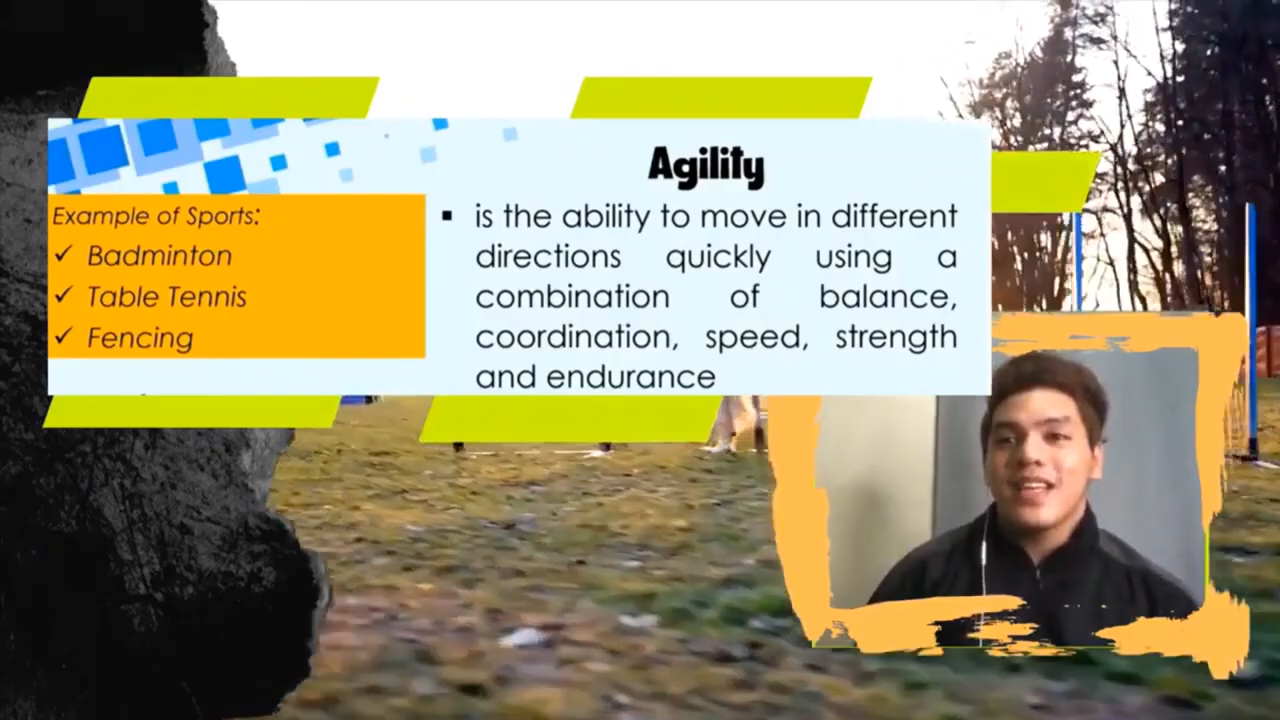 Agility
Example of Sports:
✓ Badminton
✓ Table Tennis
✓ Fencing
▪ is the ability to move in different
directions quickly using a
combination of balance,
coordination, speed, strength
and endurance